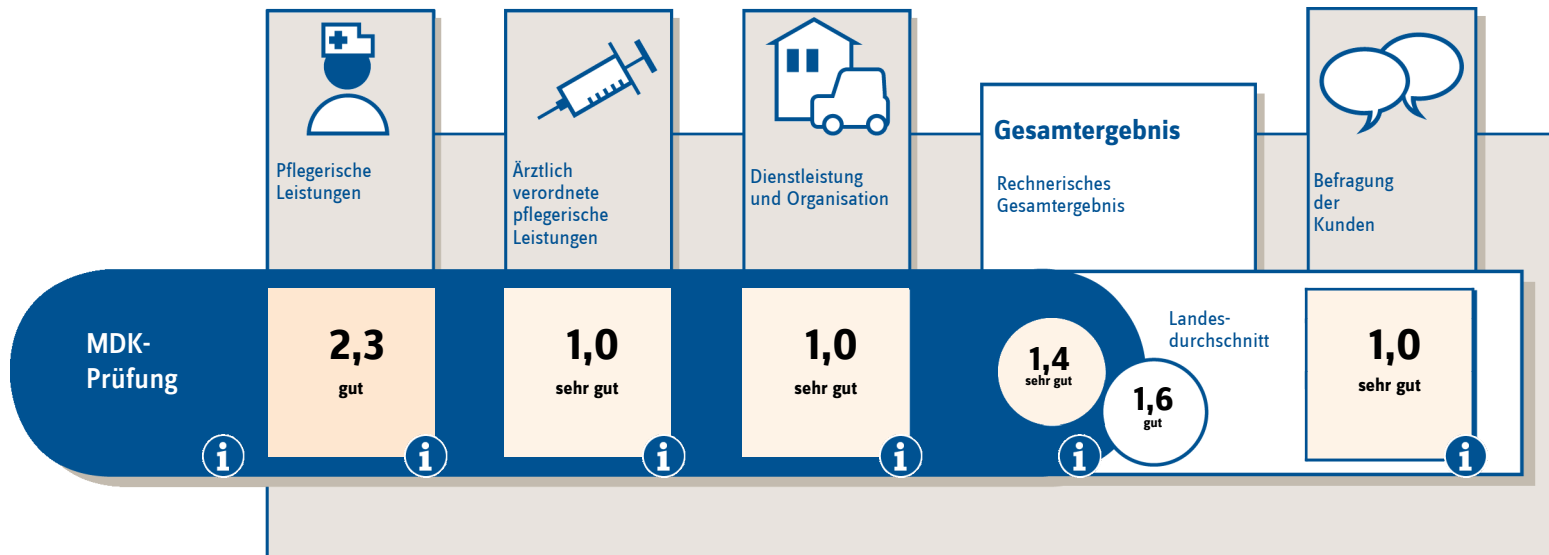 Pflegerische
Leistungen
Ärztlich
verordnete
pflegerische
Leistungen
Dienstleistung
und Organisation
Gesamtergebnis
Rechnerisches
Gesamtergebnis
Befragung
der
Kunden
MDK-
Prüfung
2,3
gut
1,0
sehr gut
1,0
sehr gut
1,4
sehr gut
Landes-
durchschnitt
1,6
gut
1,0
sehr gut
i
i
i
i
i
i